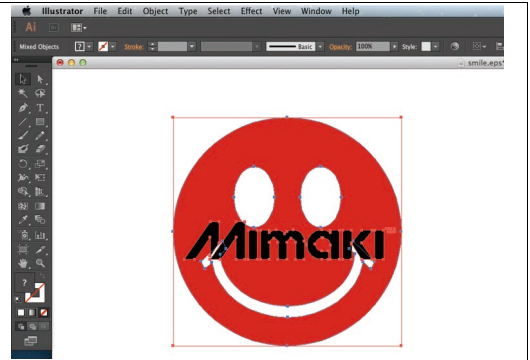 Illustrator File Edit Object Type Select Effect View Window Help
Ai
Mixed Objects ? Stroke: Basic Opacity: 100% Style:
smile.eps*
T
Mimaki
?